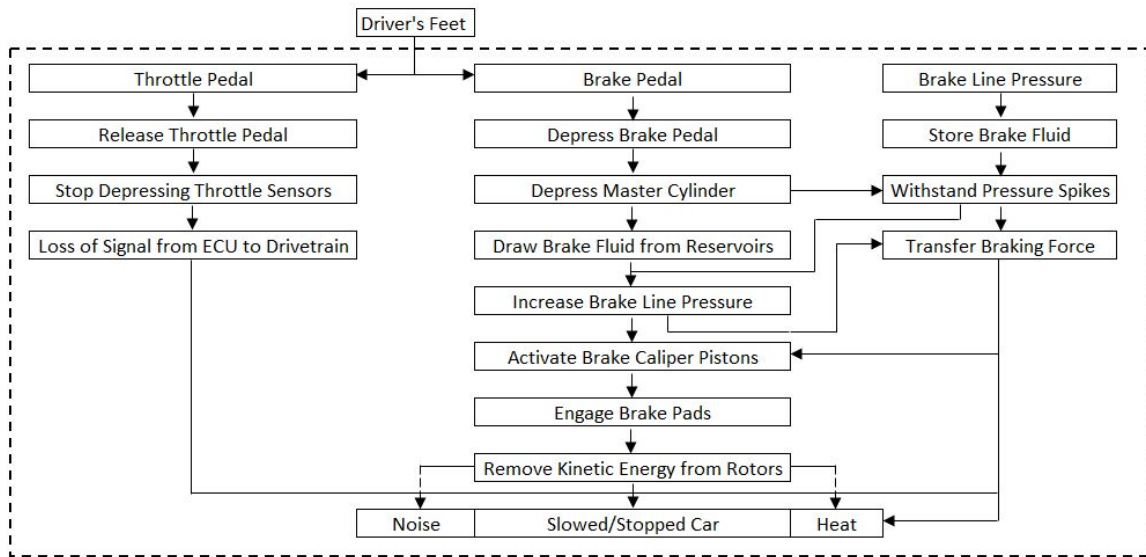 Driver's Feet
Throttle Pedal
Brake Pedal
Brake Line Pressure
Release Throttle Pedal
Depress Brake Pedal
Store Brake Fluid
Stop Depressing Throttle Sensors
Depress Master Cylinder
Withstand Pressure Spikes
Loss of Signal from ECU to Drivetrain
Draw Brake Fluid from Reservoirs
Transfer Braking Force
Increase Brake Line Pressure
Activate Brake Caliper Pistons
Engage Brake Pads
Remove Kinetic Energy from Rotors
Noise
Slowed/Stopped Car
Heat